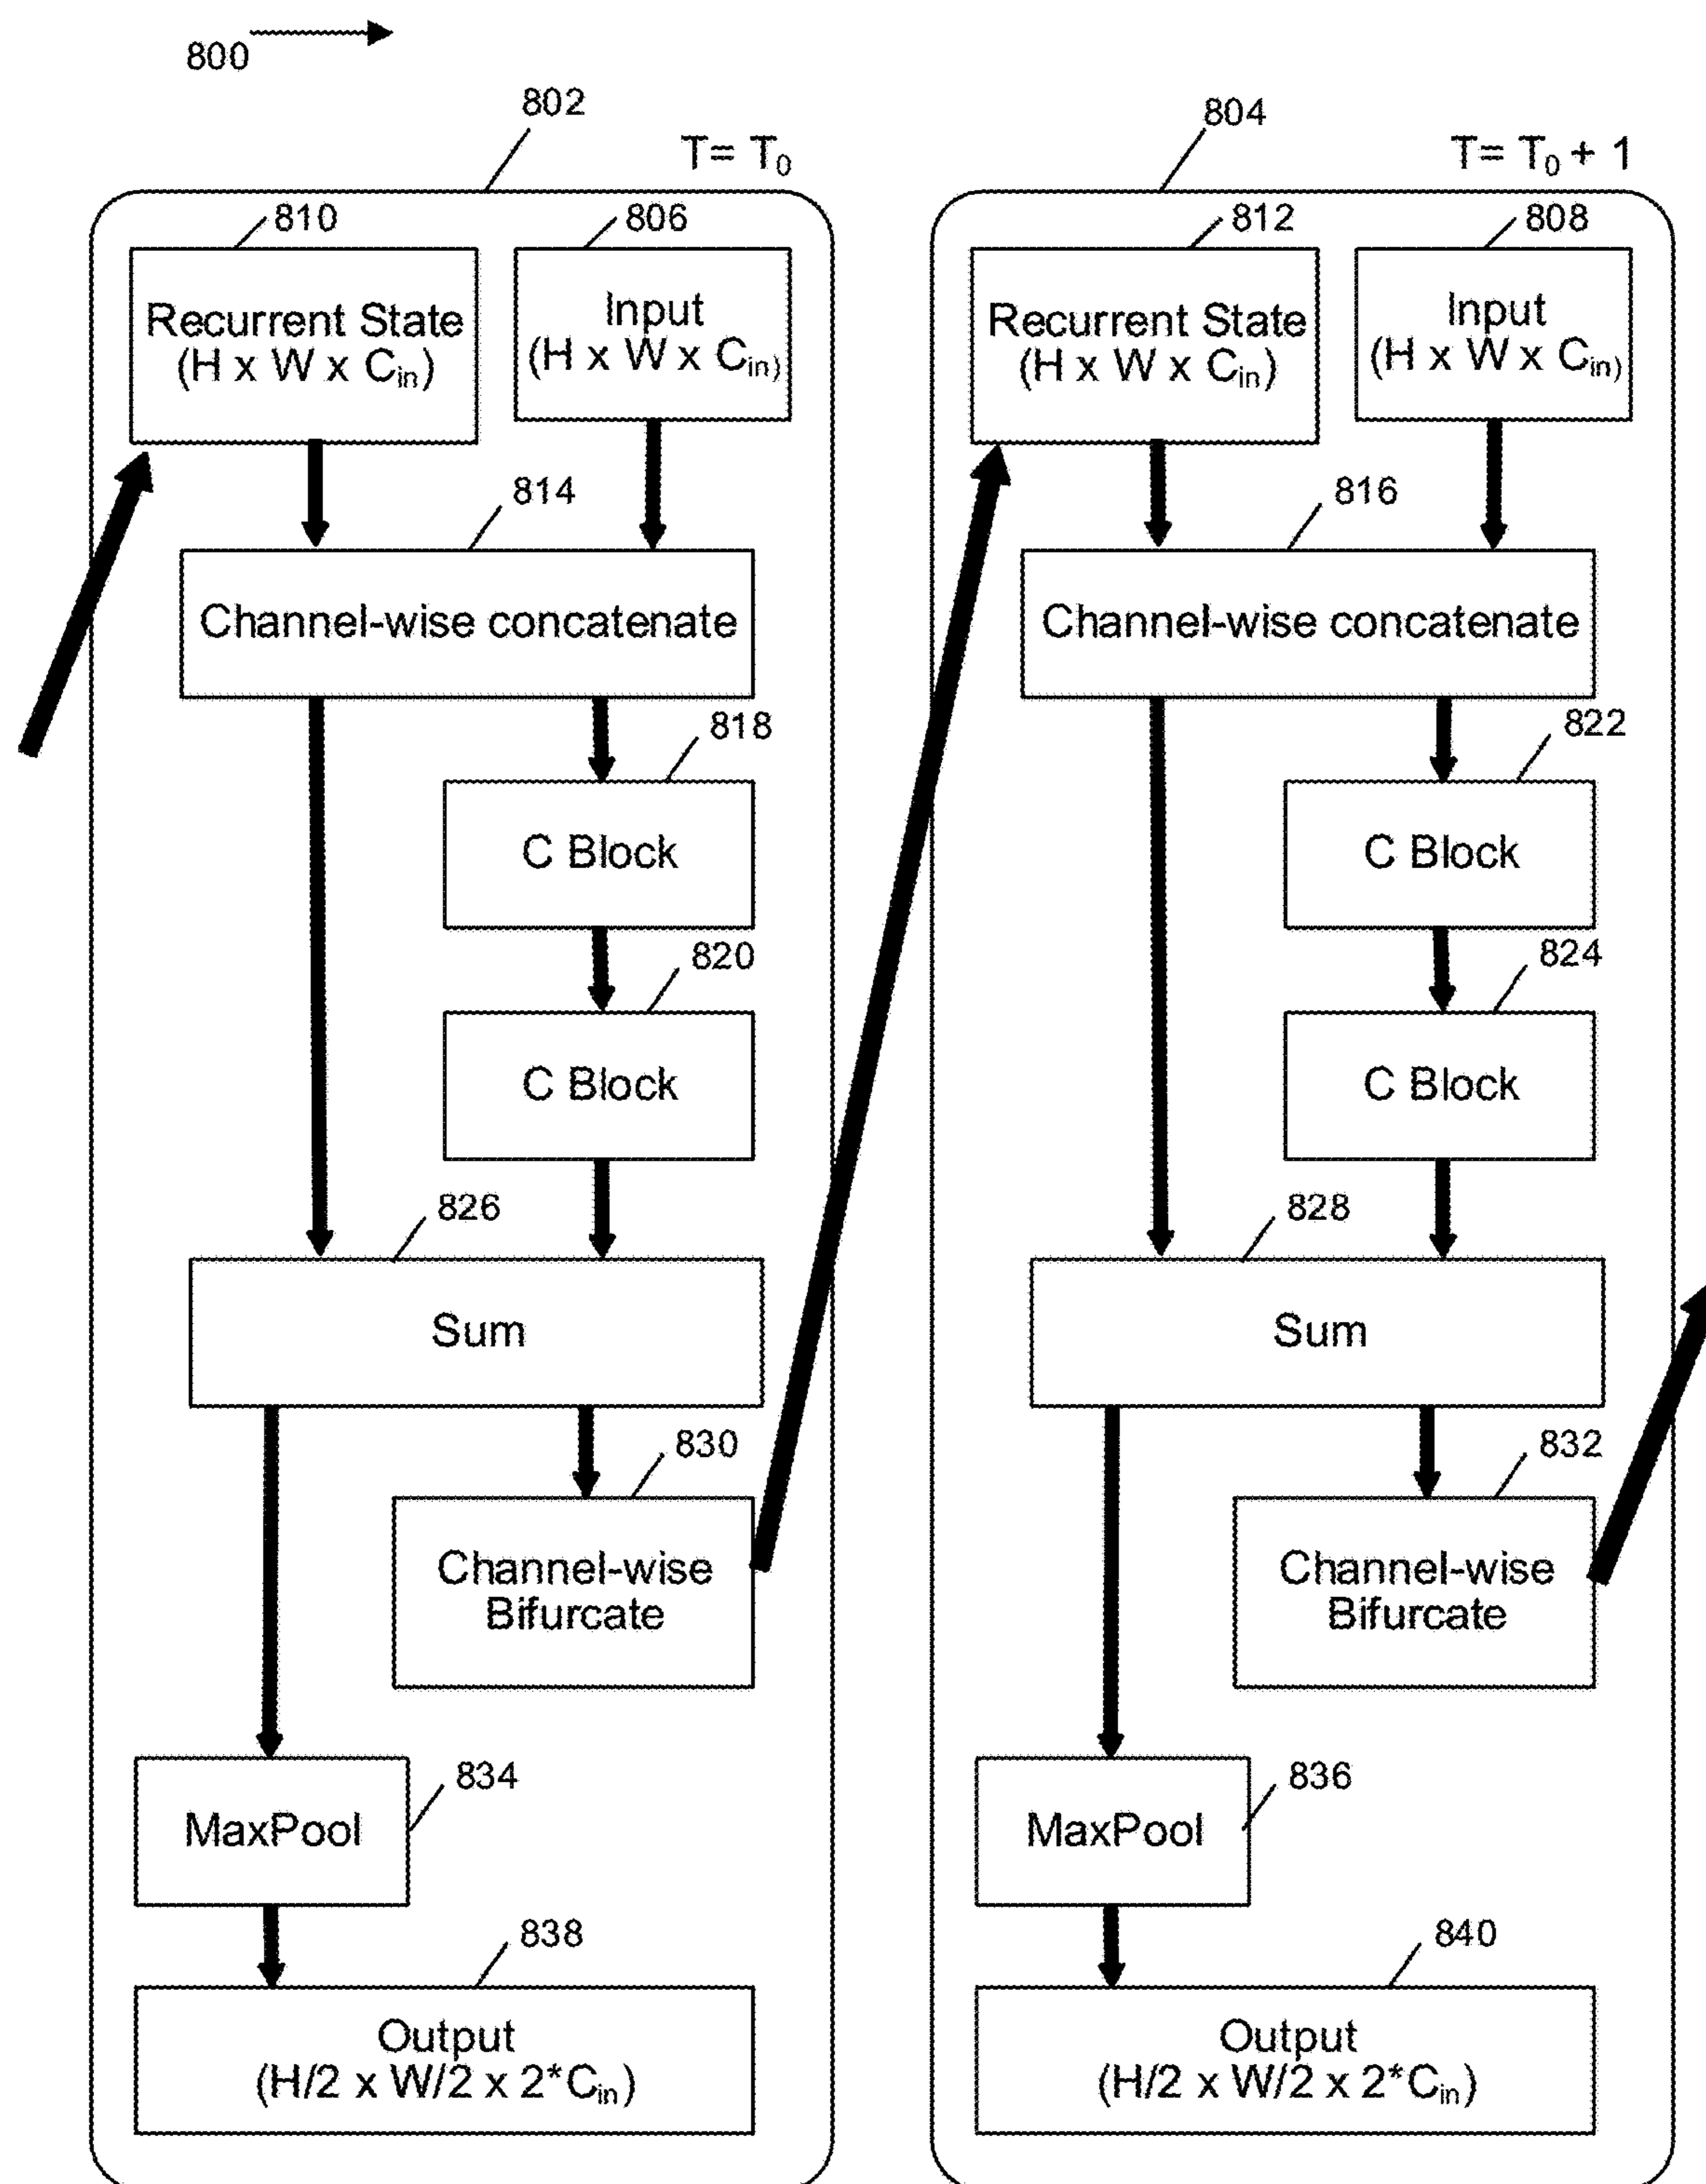 800
802
T= T0
810
806
Recurrent State
(H x W x Cin)
Input
(H x W x Cin)
814
Channel-wise concatenate
818
C Block
820
C Block
826
Sum
830
Channel-wise
Bifurcate
834
MaxPool
838
Output
(H/2 x W/2 x 2*Cin)
804
T= T0 + 1
812
808
Recurrent State
(H x W x Cin)
Input
(H x W x Cin)
816
Channel-wise concatenate
822
C Block
824
C Block
828
Sum
832
Channel-wise
Bifurcate
836
MaxPool
840
Output
(H/2 x W/2 x 2*Cin)